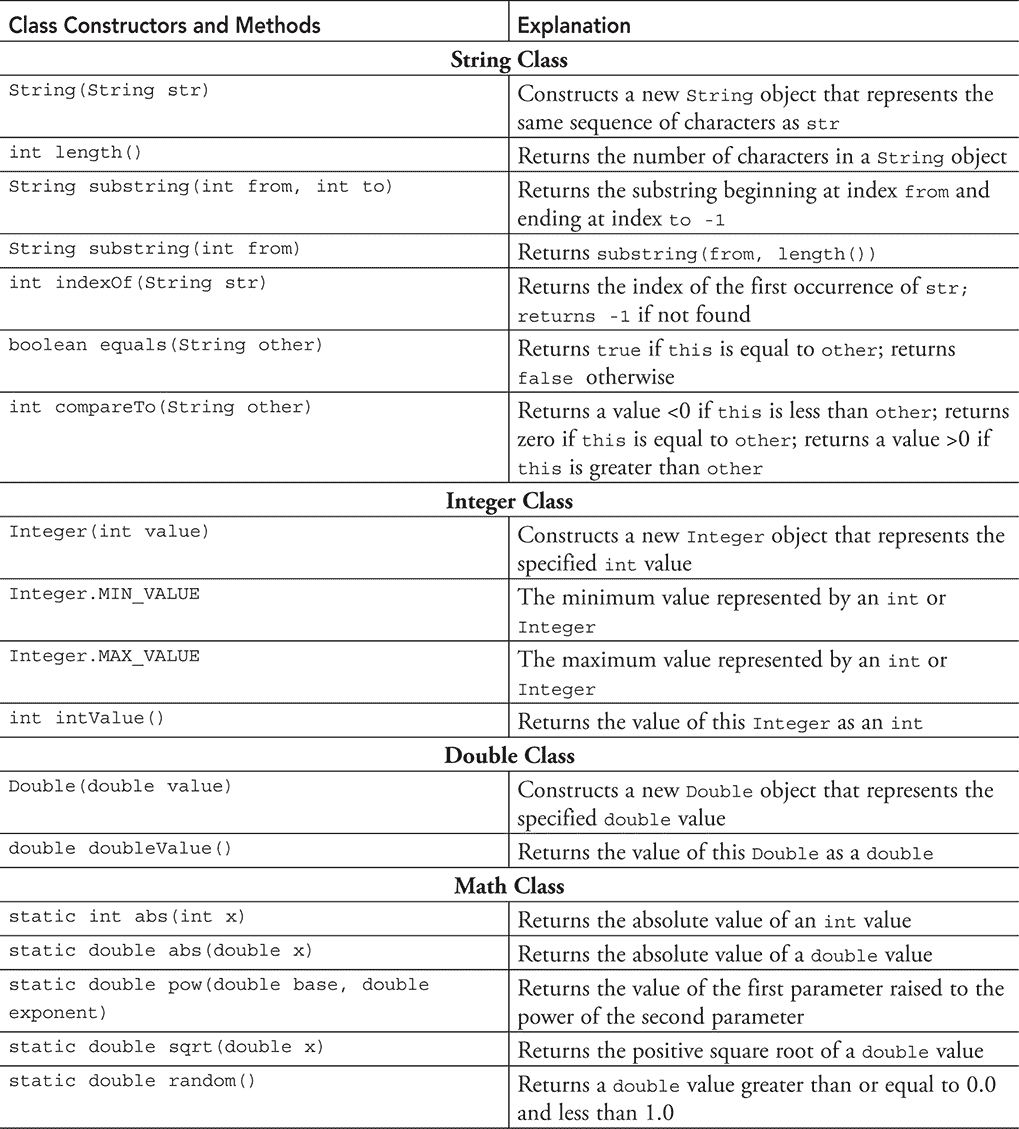 Class Constructors and Methods
Explanation
String Class
String(String str)
Constructs a new String object that represents the
same sequence of characters as str
int length()
Returns the number of characters in a String object
String substring(int from, int to)
Returns the substring beginning at index from and
ending at index to -1
String substring(int from)
Returns substring(from, length())
int indexOf(String str)
Returns the index of the first occurrence of str;
returns -1 if not found
boolean equals(String other)
Returns true if this is equal to other; returns
false otherwise
int compareTo(String other)
Returns a value <0 if this is less than other; returns
zero if this is equal to other; returns a value >0 if
this is greater than other
Integer Class
Integer(int value)
Constructs a new Integer object that represents the
specified int value
Integer.MIN_VALUE
The minimum value represented by an int or
Integer
Integer.MAX_VALUE
The maximum value represented by an int or
Integer
int intValue()
Returns the value of this Integer as an int
Double Class
Double(double value)
Constructs a new Double object that represents the
specified double value
double doubleValue()
Returns the value of this Double as a double
Math Class
static int abs(int x)
Returns the absolute value of an int value
static double abs(double x)
Returns the absolute value of a double value
static double pow(double base, double
exponent)
Returns the value of the first parameter raised to the
power of the second parameter
static double sqrt(double x)
Returns the positive square root of a double value
static double random()
Returns a double value greater than or equal to 0.0
and less than 1.0